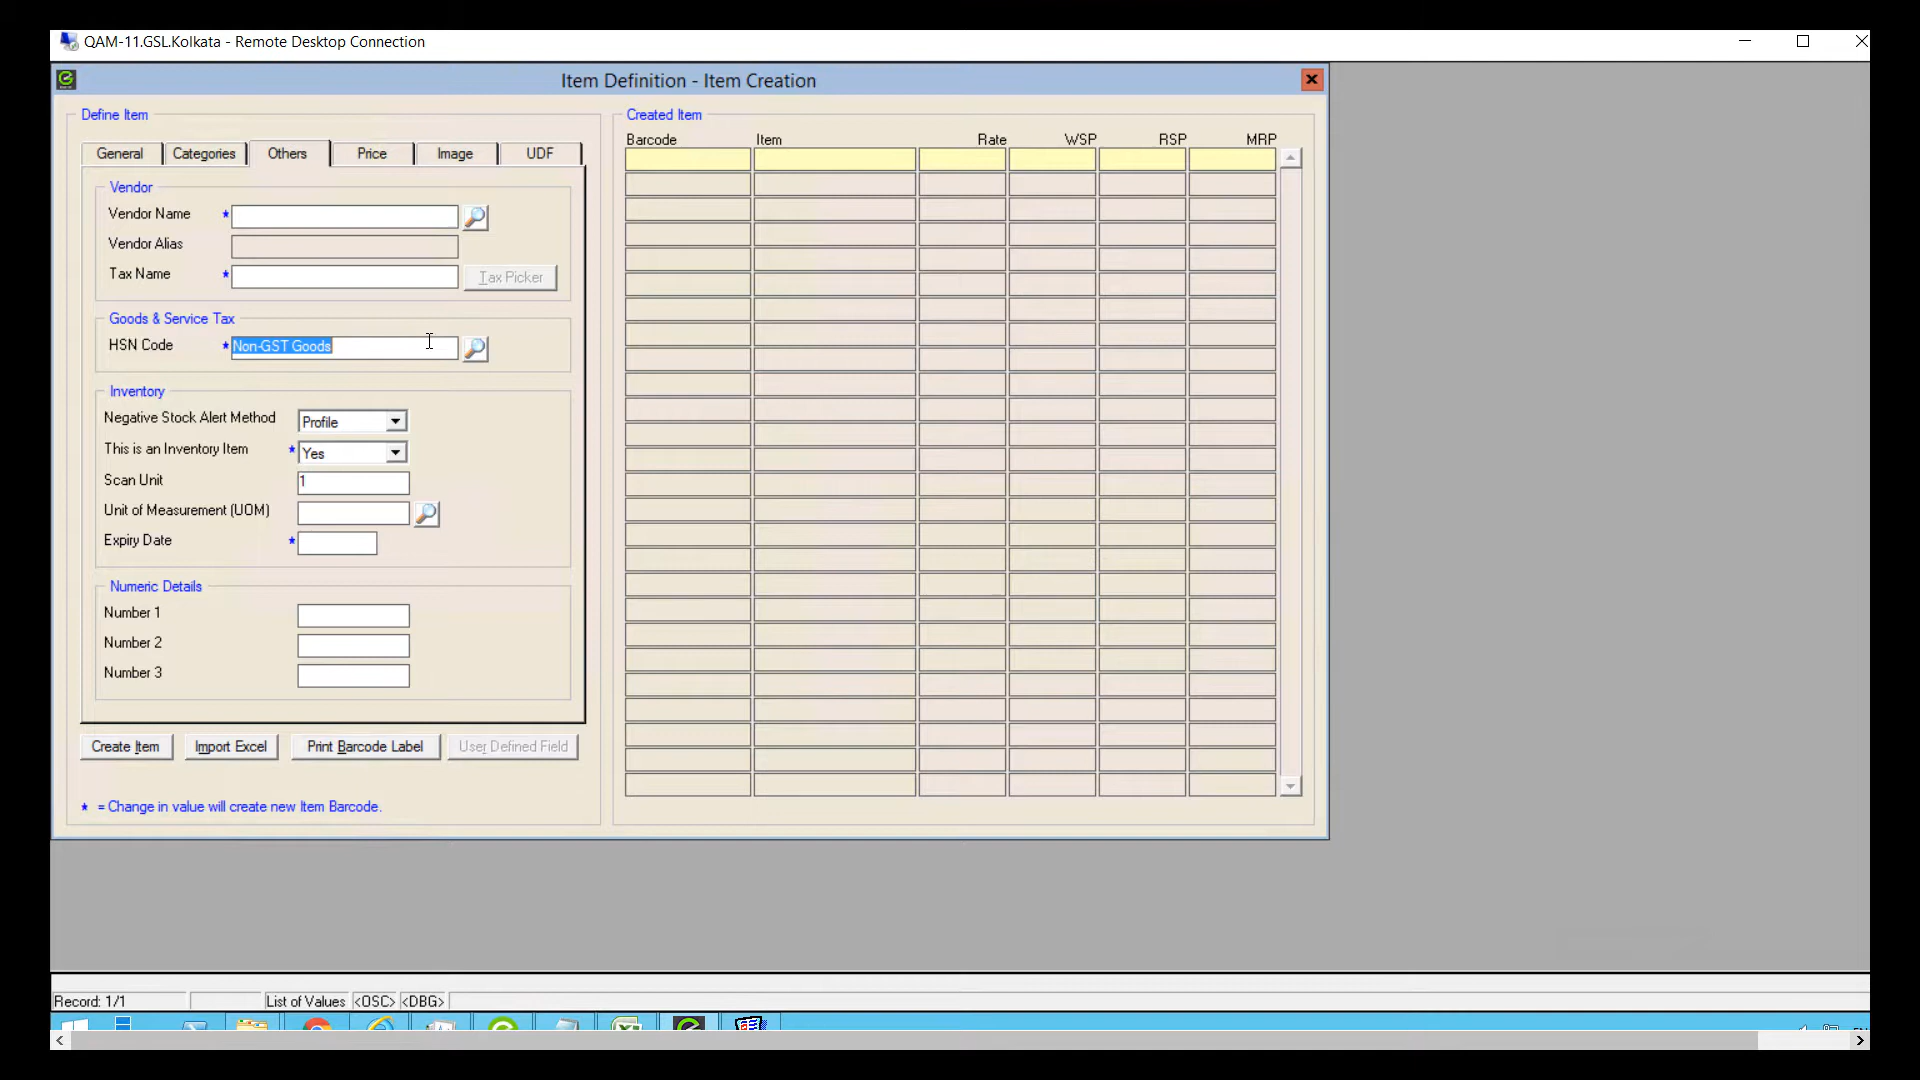 QAM-11.GSL.Kolkata - Remote Desktop Connection
Item Definition - Item Creation
Define Item
General Categories Others Price Image UDF
Vendor
Vendor Name *
Vendor Alias
Tax Name * Tax Picker
Goods & Service Tax
HSN Code * Non-GST Goods
Inventory
Negative Stock Alert Method Profile
This is an Inventory Item * Yes
Scan Unit 1
Unit of Measurement (UOM)
Expiry Date *
Numeric Details
Number 1
Number 2
Number 3
Create Item Import Excel Print Barcode Label User Defined Field
* = Change in value will create new Item Barcode.
Created Item
Barcode Item Rate WSP RSP MRP
Record: 1/1 List of Values <OSC> <DBG>